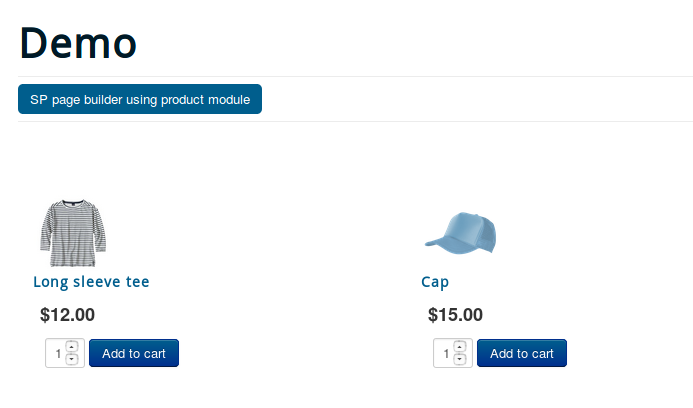 Demo
SP page builder using product module
Long sleeve tee
$12.00
1
Add to cart
Cap
$15.00
1
Add to cart